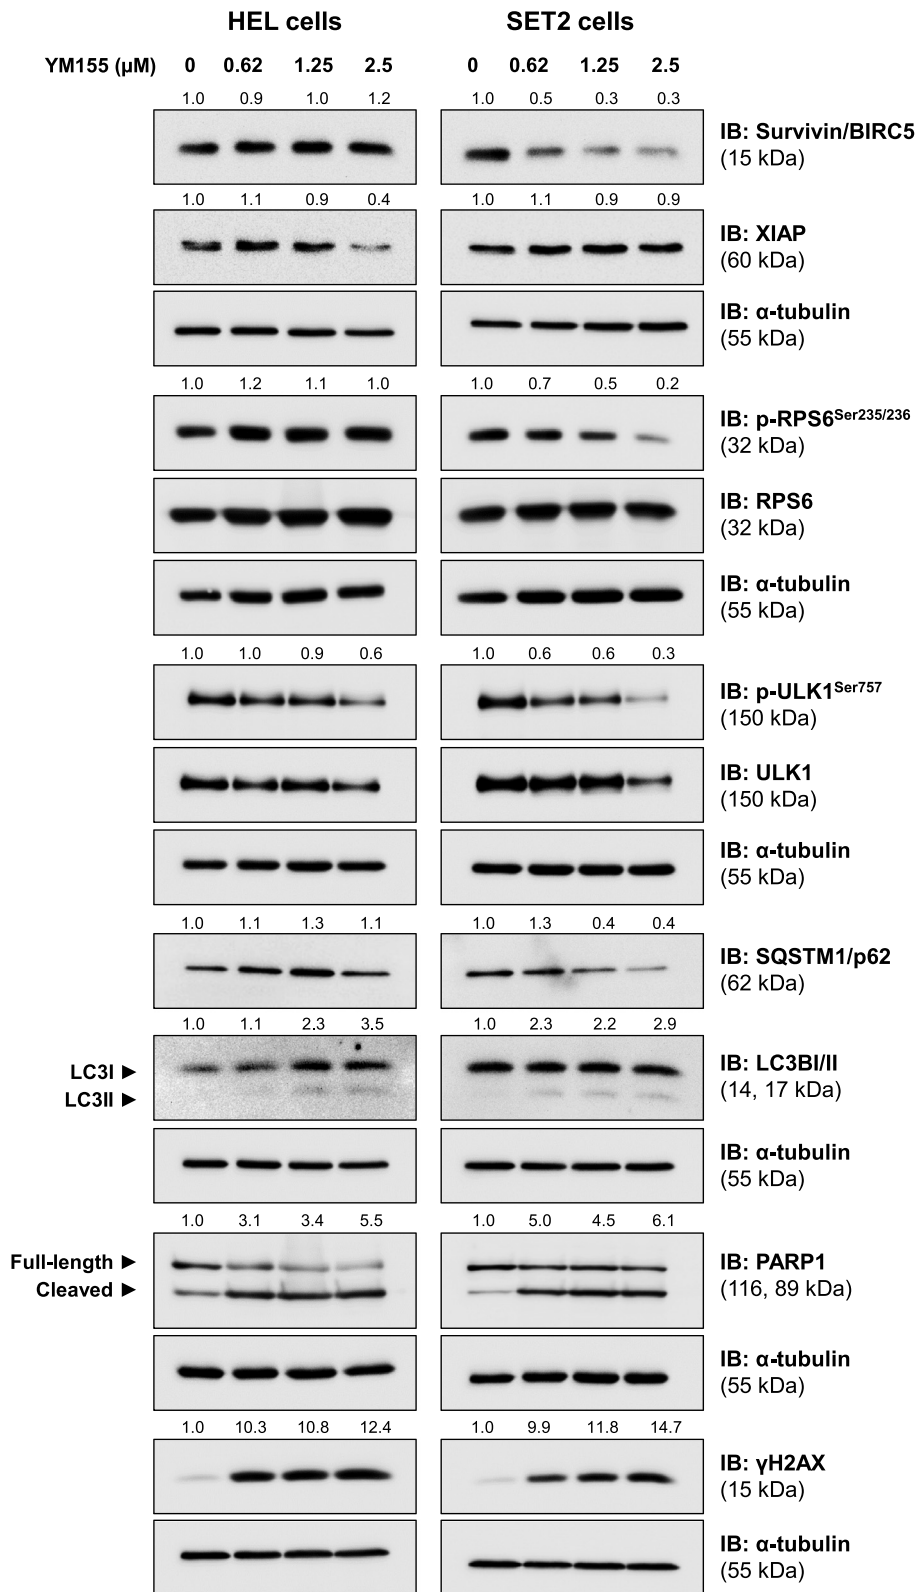 HEL cells SET2 cells
YM155 (µM) 0 0.62 1.25 2.5 0 0.62 1.25 2.5
1.0 0.9 1.0 1.2 1.0 0.5 0.3 0.3
IB: Survivin/BIRC5
(15 kDa)
1.0 1.1 0.9 0.4 1.0 1.1 0.9 0.9
IB: XIAP
(60 kDa)
IB: α-tubulin
(55 kDa)
1.0 1.2 1.1 1.0 1.0 0.7 0.5 0.2
IB: p-RPS6Ser235/236
(32 kDa)
IB: RPS6
(32 kDa)
IB: α-tubulin
(55 kDa)
1.0 1.0 0.9 0.6 1.0 0.6 0.6 0.3
IB: p-ULK1Ser757
(150 kDa)
IB: ULK1
(150 kDa)
IB: α-tubulin
(55 kDa)
1.0 1.1 1.3 1.1 1.0 1.3 0.4 0.4
IB: SQSTM1/p62
(62 kDa)
1.0 1.1 2.3 3.5 1.0 2.3 2.2 2.9
LC3I ► IB: LC3BI/II
LC3II ► (14, 17 kDa)
IB: α-tubulin
(55 kDa)
1.0 3.1 3.4 5.5 1.0 5.0 4.5 6.1
Full-length ► IB: PARP1
Cleaved ► (116, 89 kDa)
IB: α-tubulin
(55 kDa)
1.0 10.3 10.8 12.4 1.0 9.9 11.8 14.7
IB: γH2AX
(15 kDa)
IB: α-tubulin
(55 kDa)